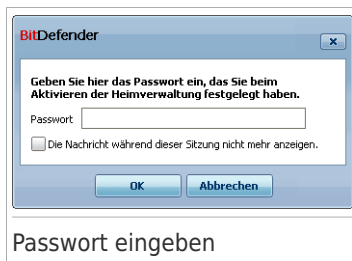 BitDefender
Geben Sie hier das Passwort ein, das Sie beim
Aktivieren der Heimverwaltung festgelegt haben.
Passwort
Die Nachricht während dieser Sitzung nicht mehr anzeigen.
OK Abbrechen
Passwort eingeben